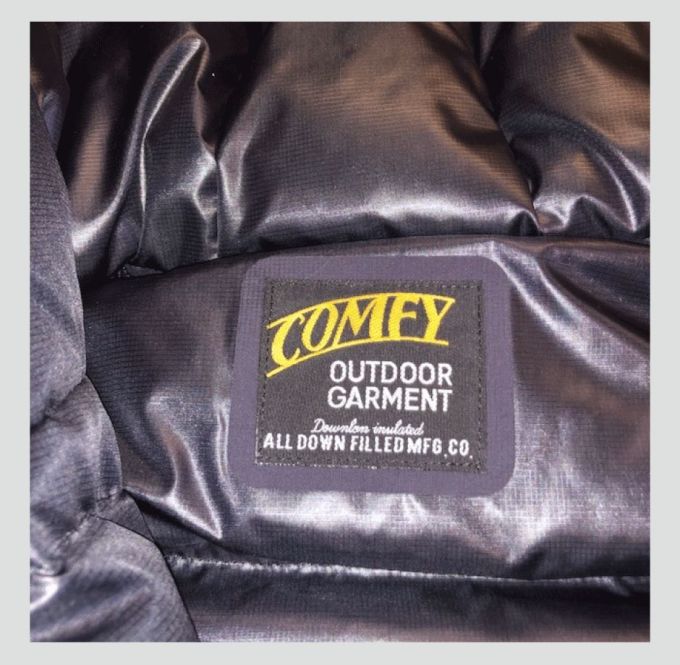 COMFY
OUTDOOR
GARMENT
Downlon insulated
ALL DOWN FILLED MFG. CO.